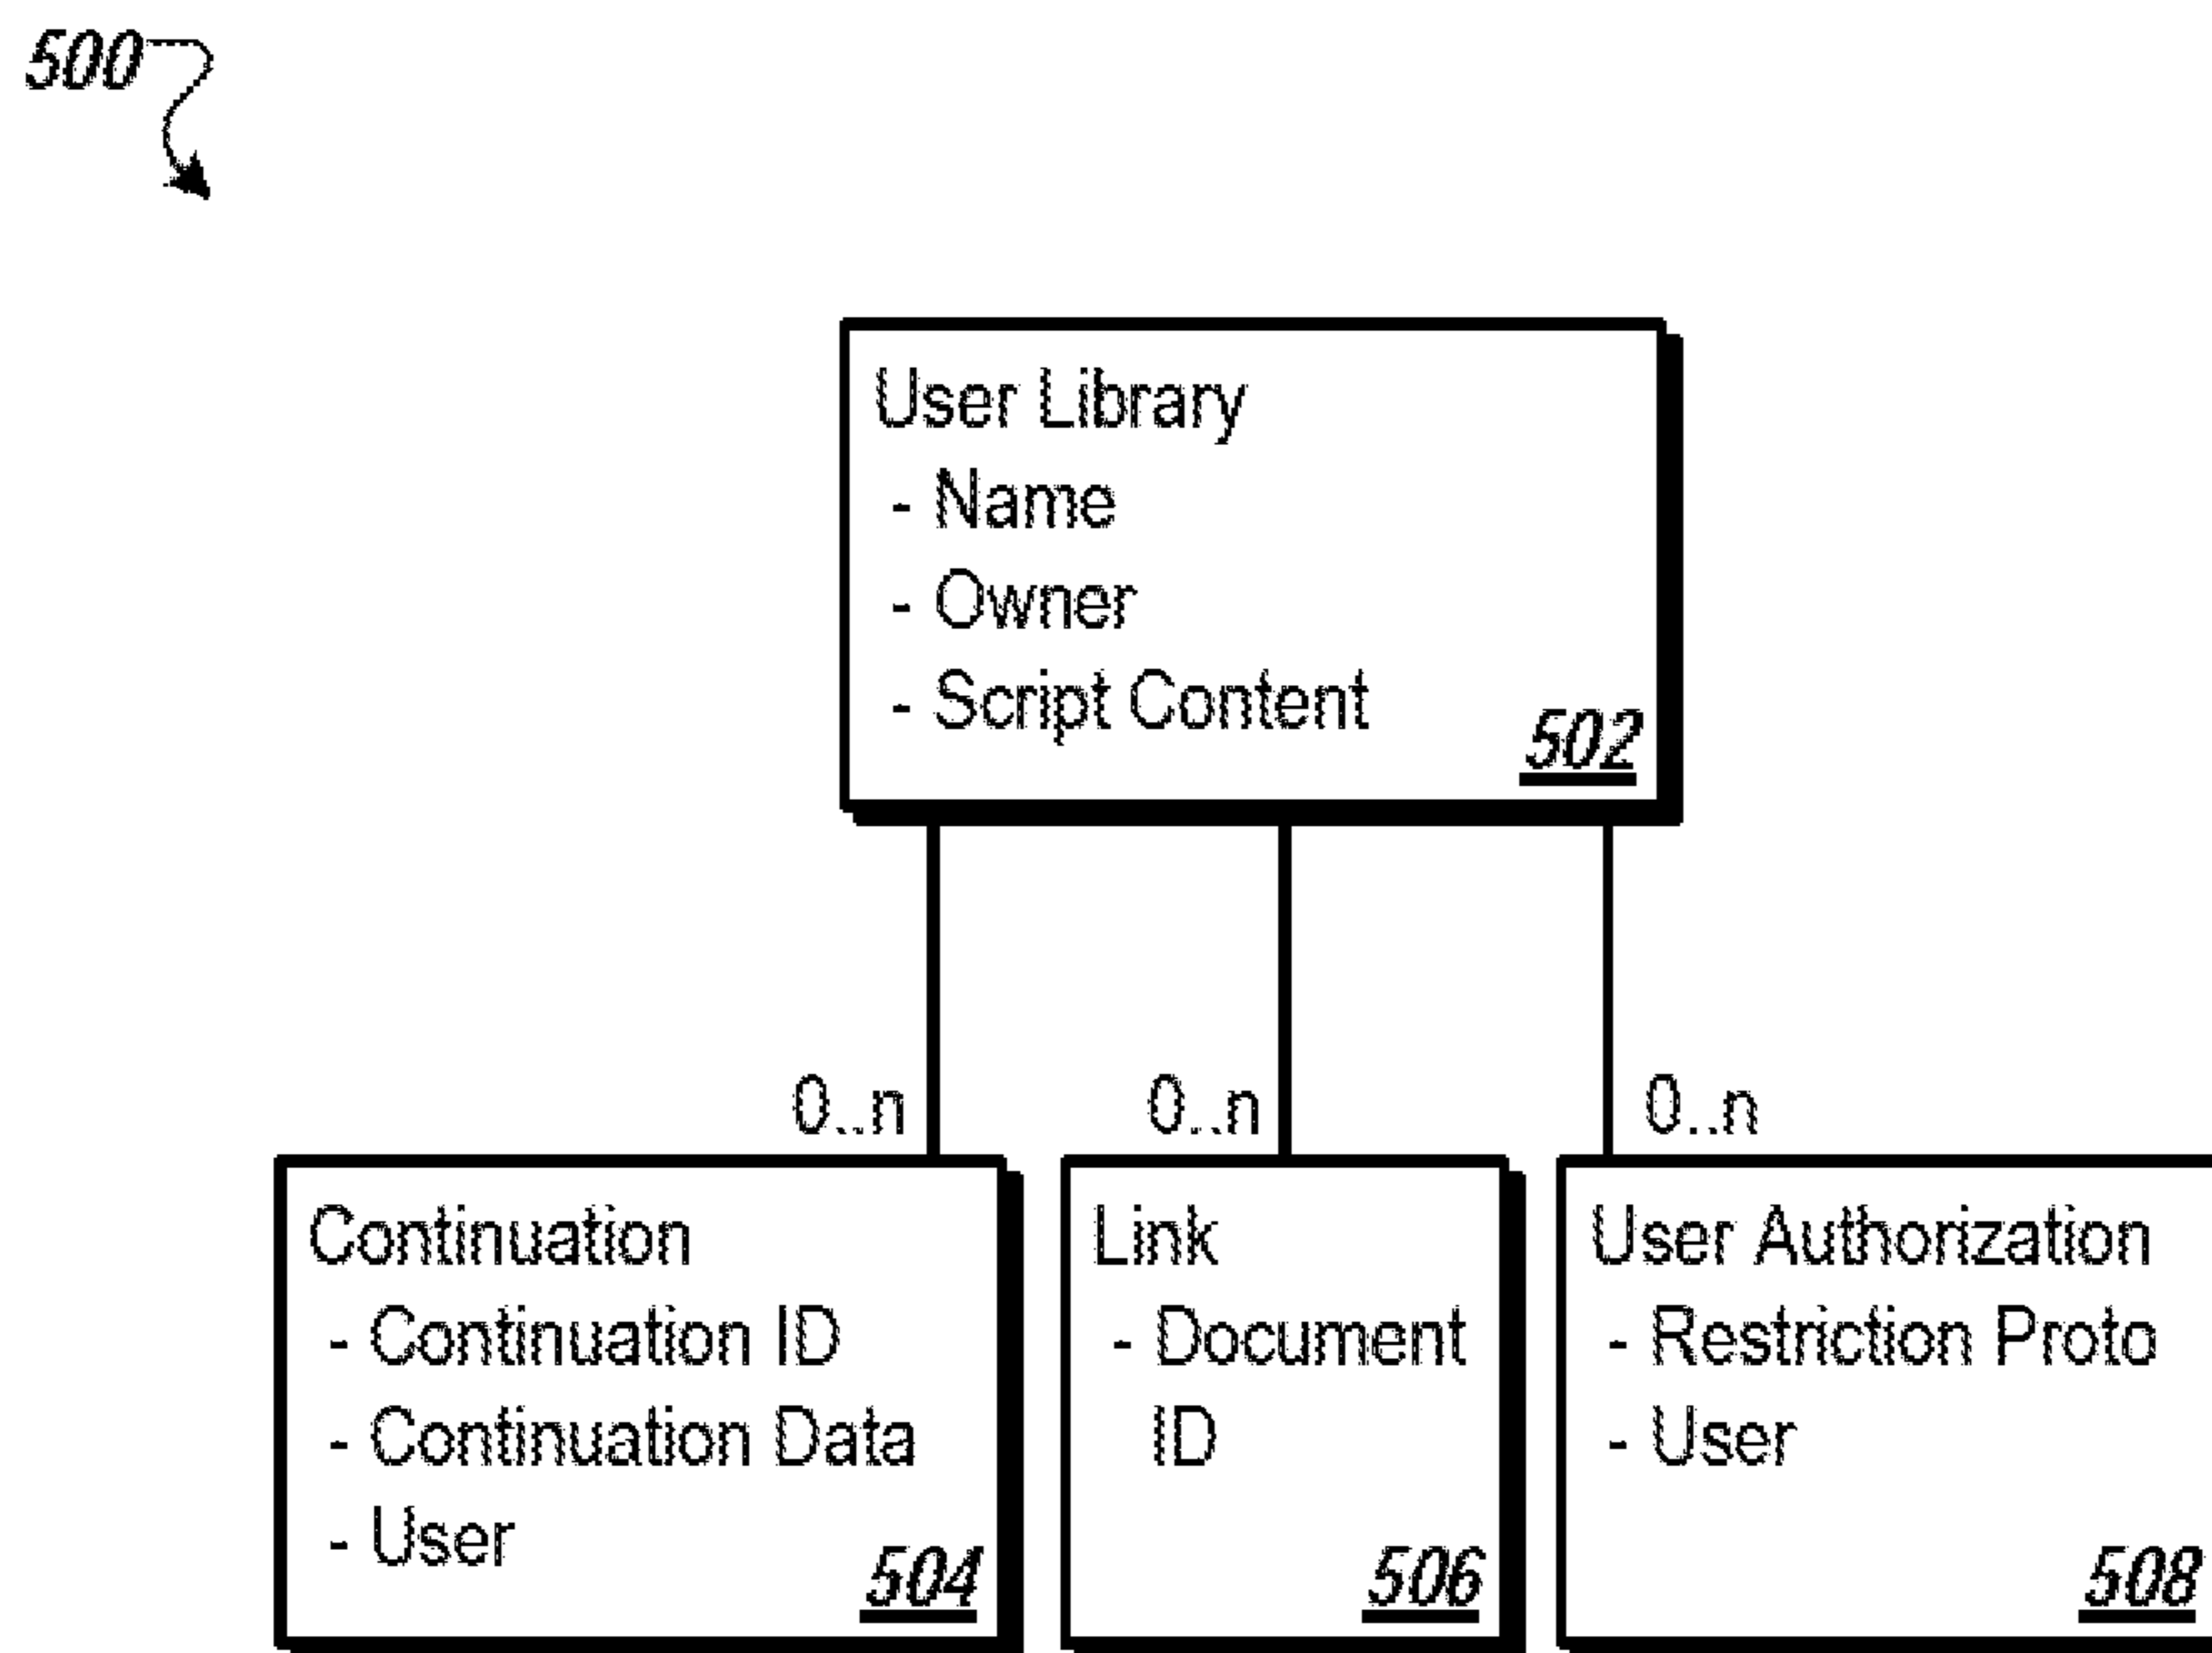 500
User Library
- Name
- Owner
- Script Content
502
0..n
0..n
0..n
Continuation
- Continuation ID
- Continuation Data
- User
504
Link
- Document
ID
506
User Authorization
- Restriction Proto
- User
508